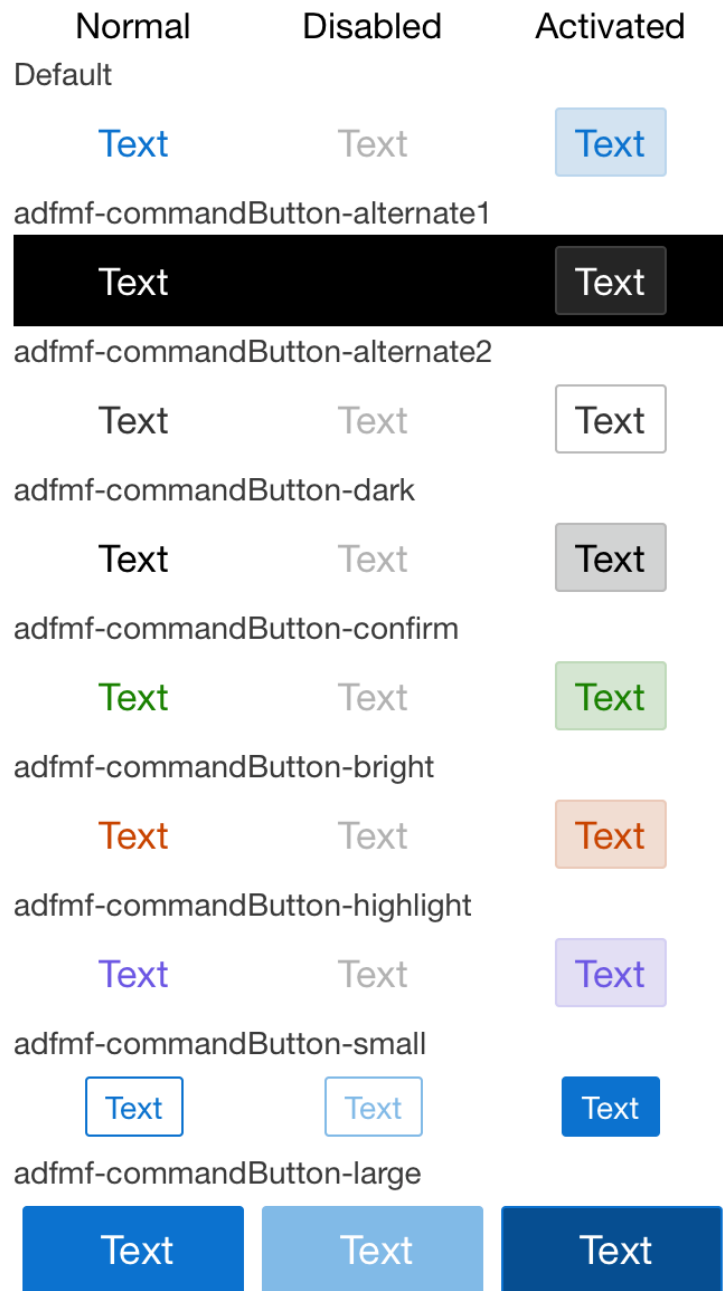 Normal Disabled Activated
Default
Text Text Text
adfmf-commandButton-alternate1
Text Text
adfmf-commandButton-alternate2
Text Text Text
adfmf-commandButton-dark
Text Text Text
adfmf-commandButton-confirm
Text Text Text
adfmf-commandButton-bright
Text Text Text
adfmf-commandButton-highlight
Text Text Text
adfmf-commandButton-small
Text Text Text
adfmf-commandButton-large
Text Text Text